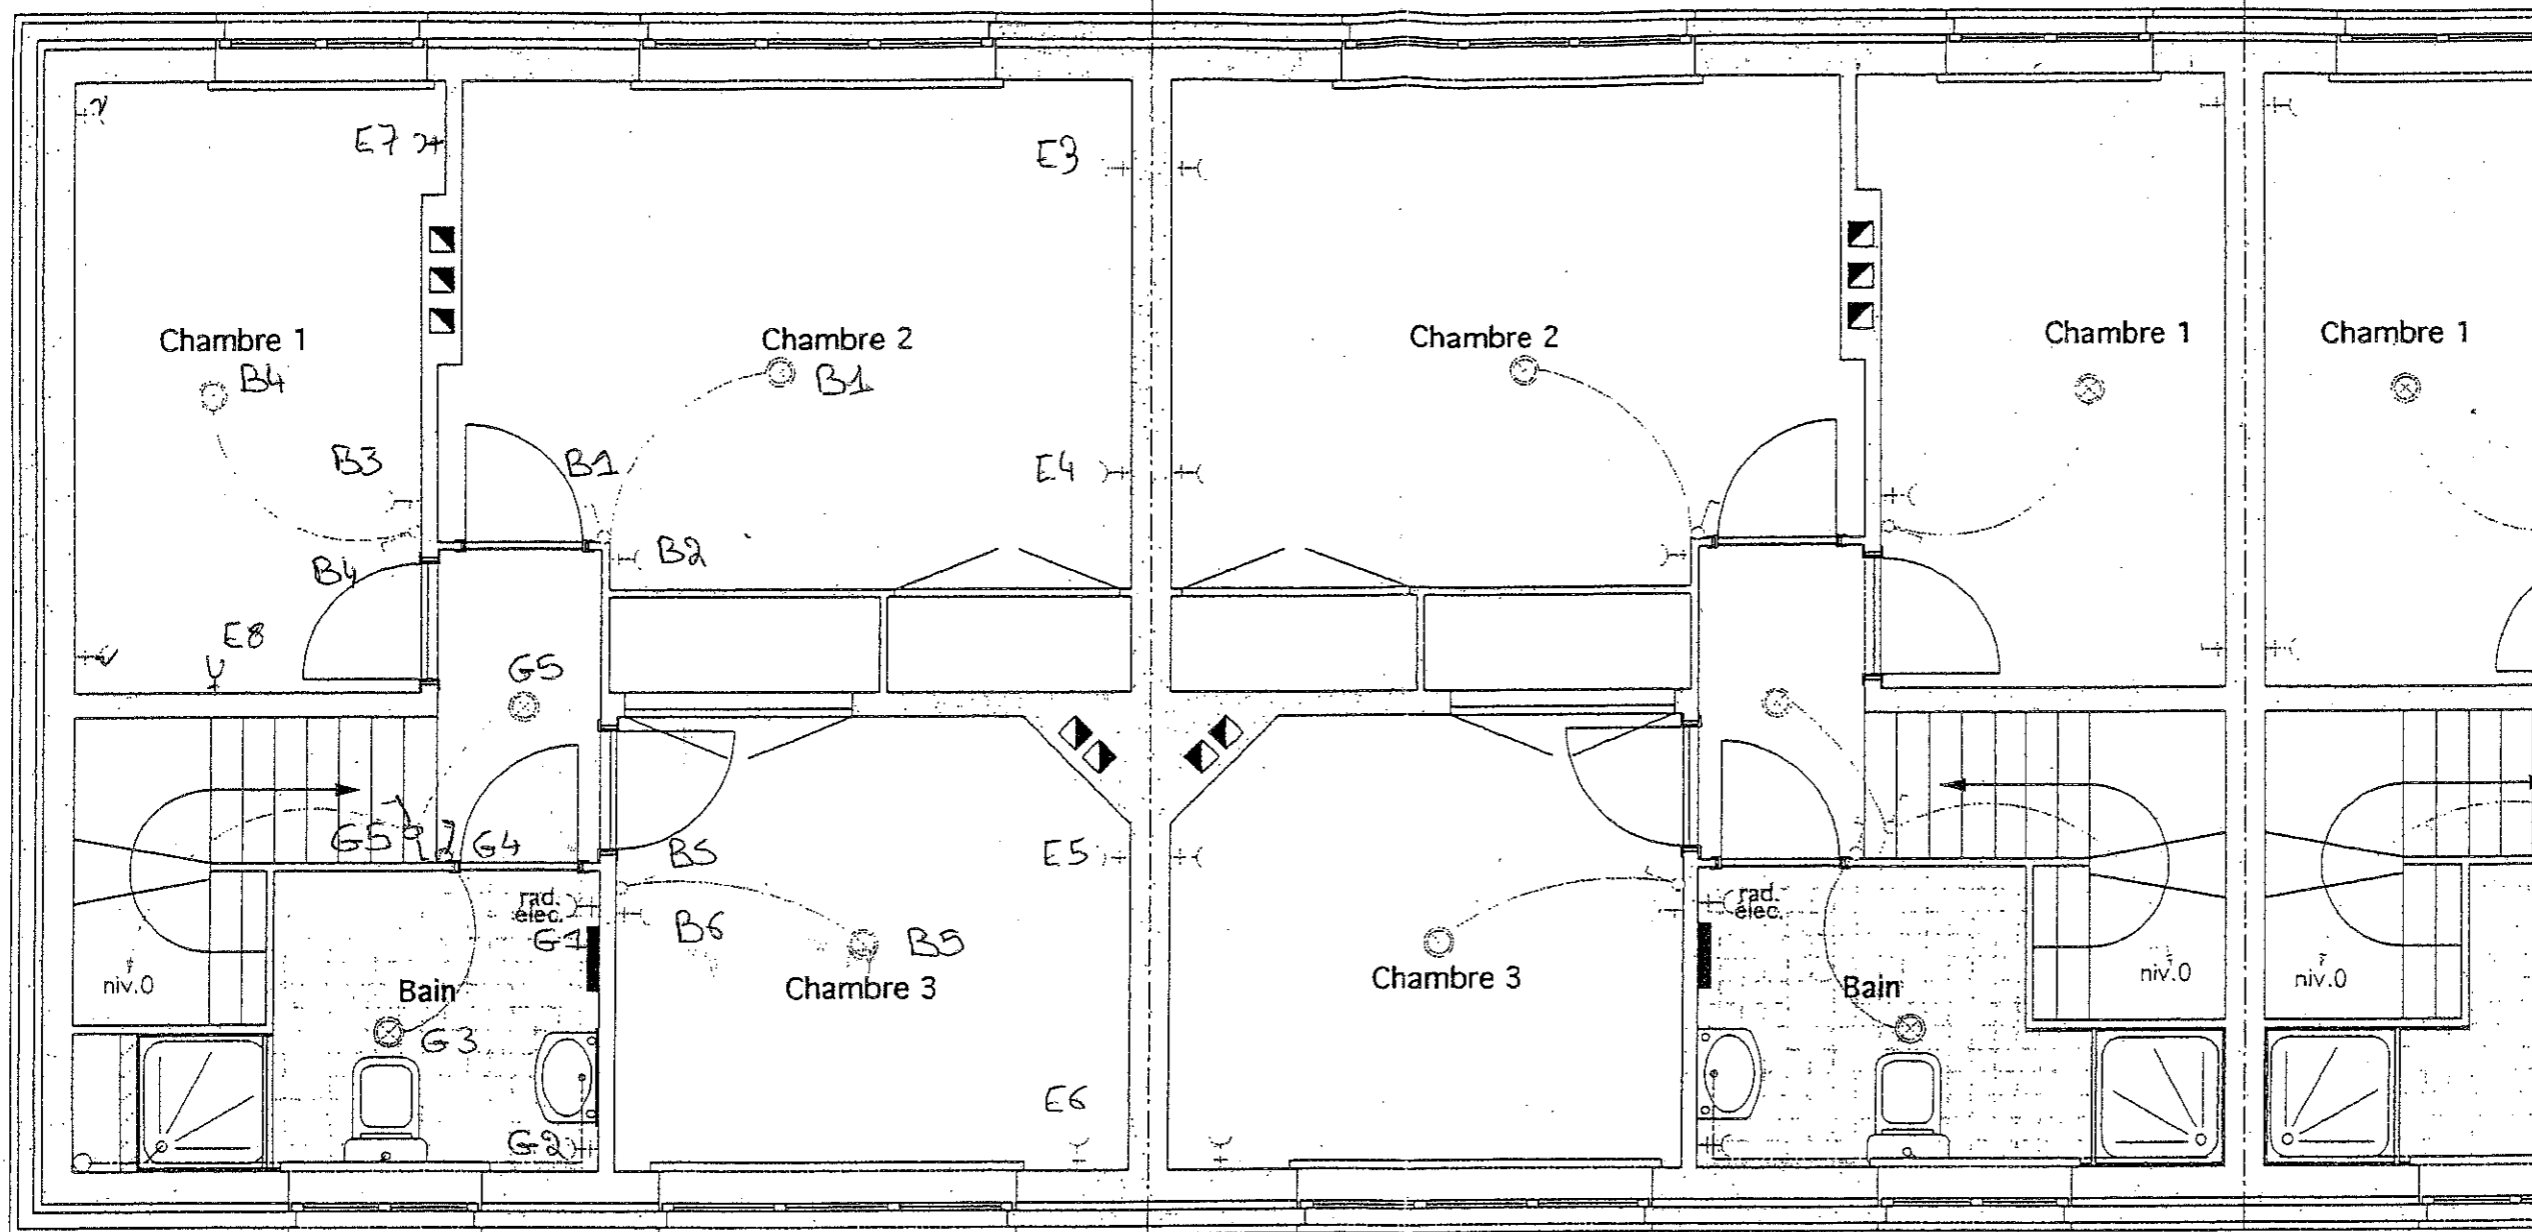 E7
E3
Chambre 1
B4
Chambre 2
B1
Chambre 2
Chambre 1
Chambre 1
B3
B1
E4
B4
B2
E8
G5
G5
G4
B5
E5
rad.
élec.
G1
B6
B5
rad.
élec.
niv.0
Bain
Chambre 3
Chambre 3
Bain
niv.0
niv.0
G3
E6
G2